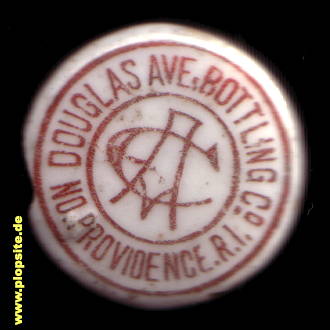 DOUGLAS AVE. BOTTLING CO.
NO. PROVIDENCE. R.I.
www.plopsite.de